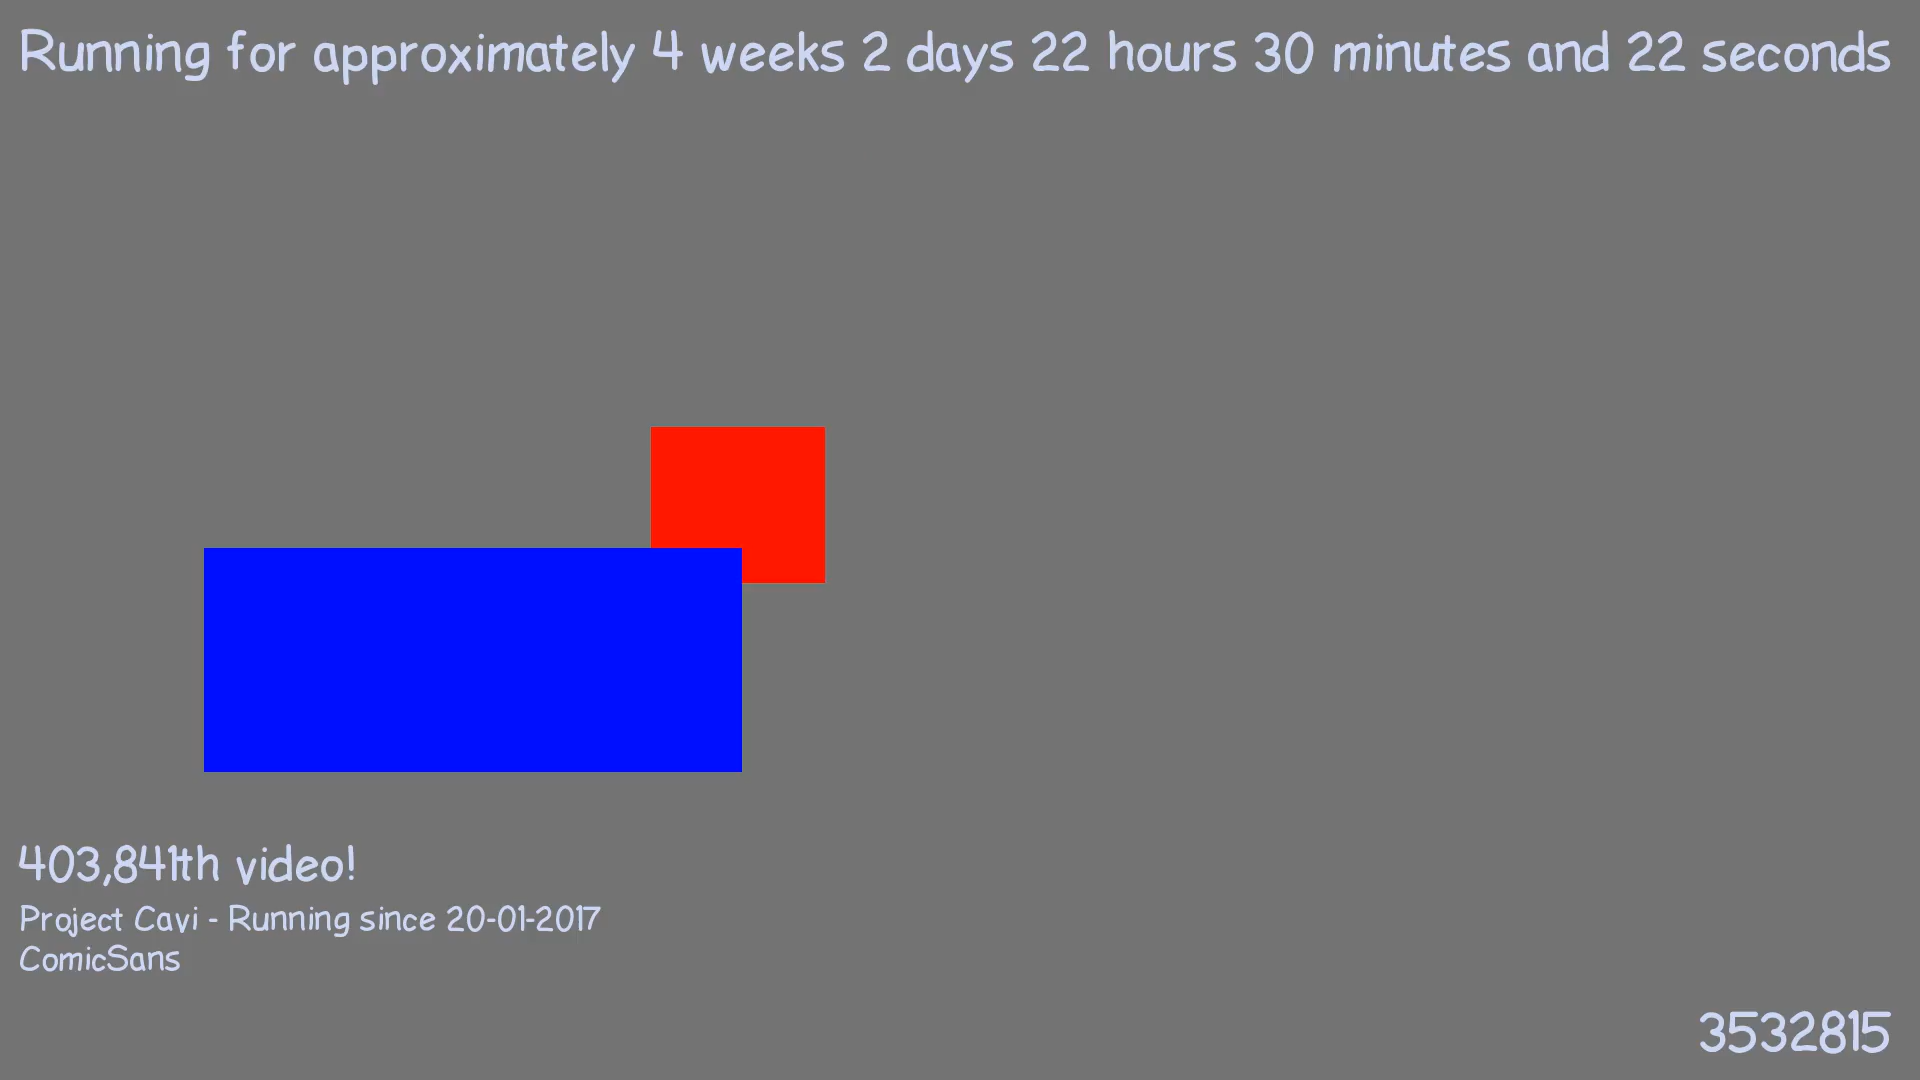 Running for approximately 4 weeks 2 days 22 hours 30 minutes and 22 seconds
403,841th video!
Project Cavi - Running since 20-01-2017
ComicSans
3532815